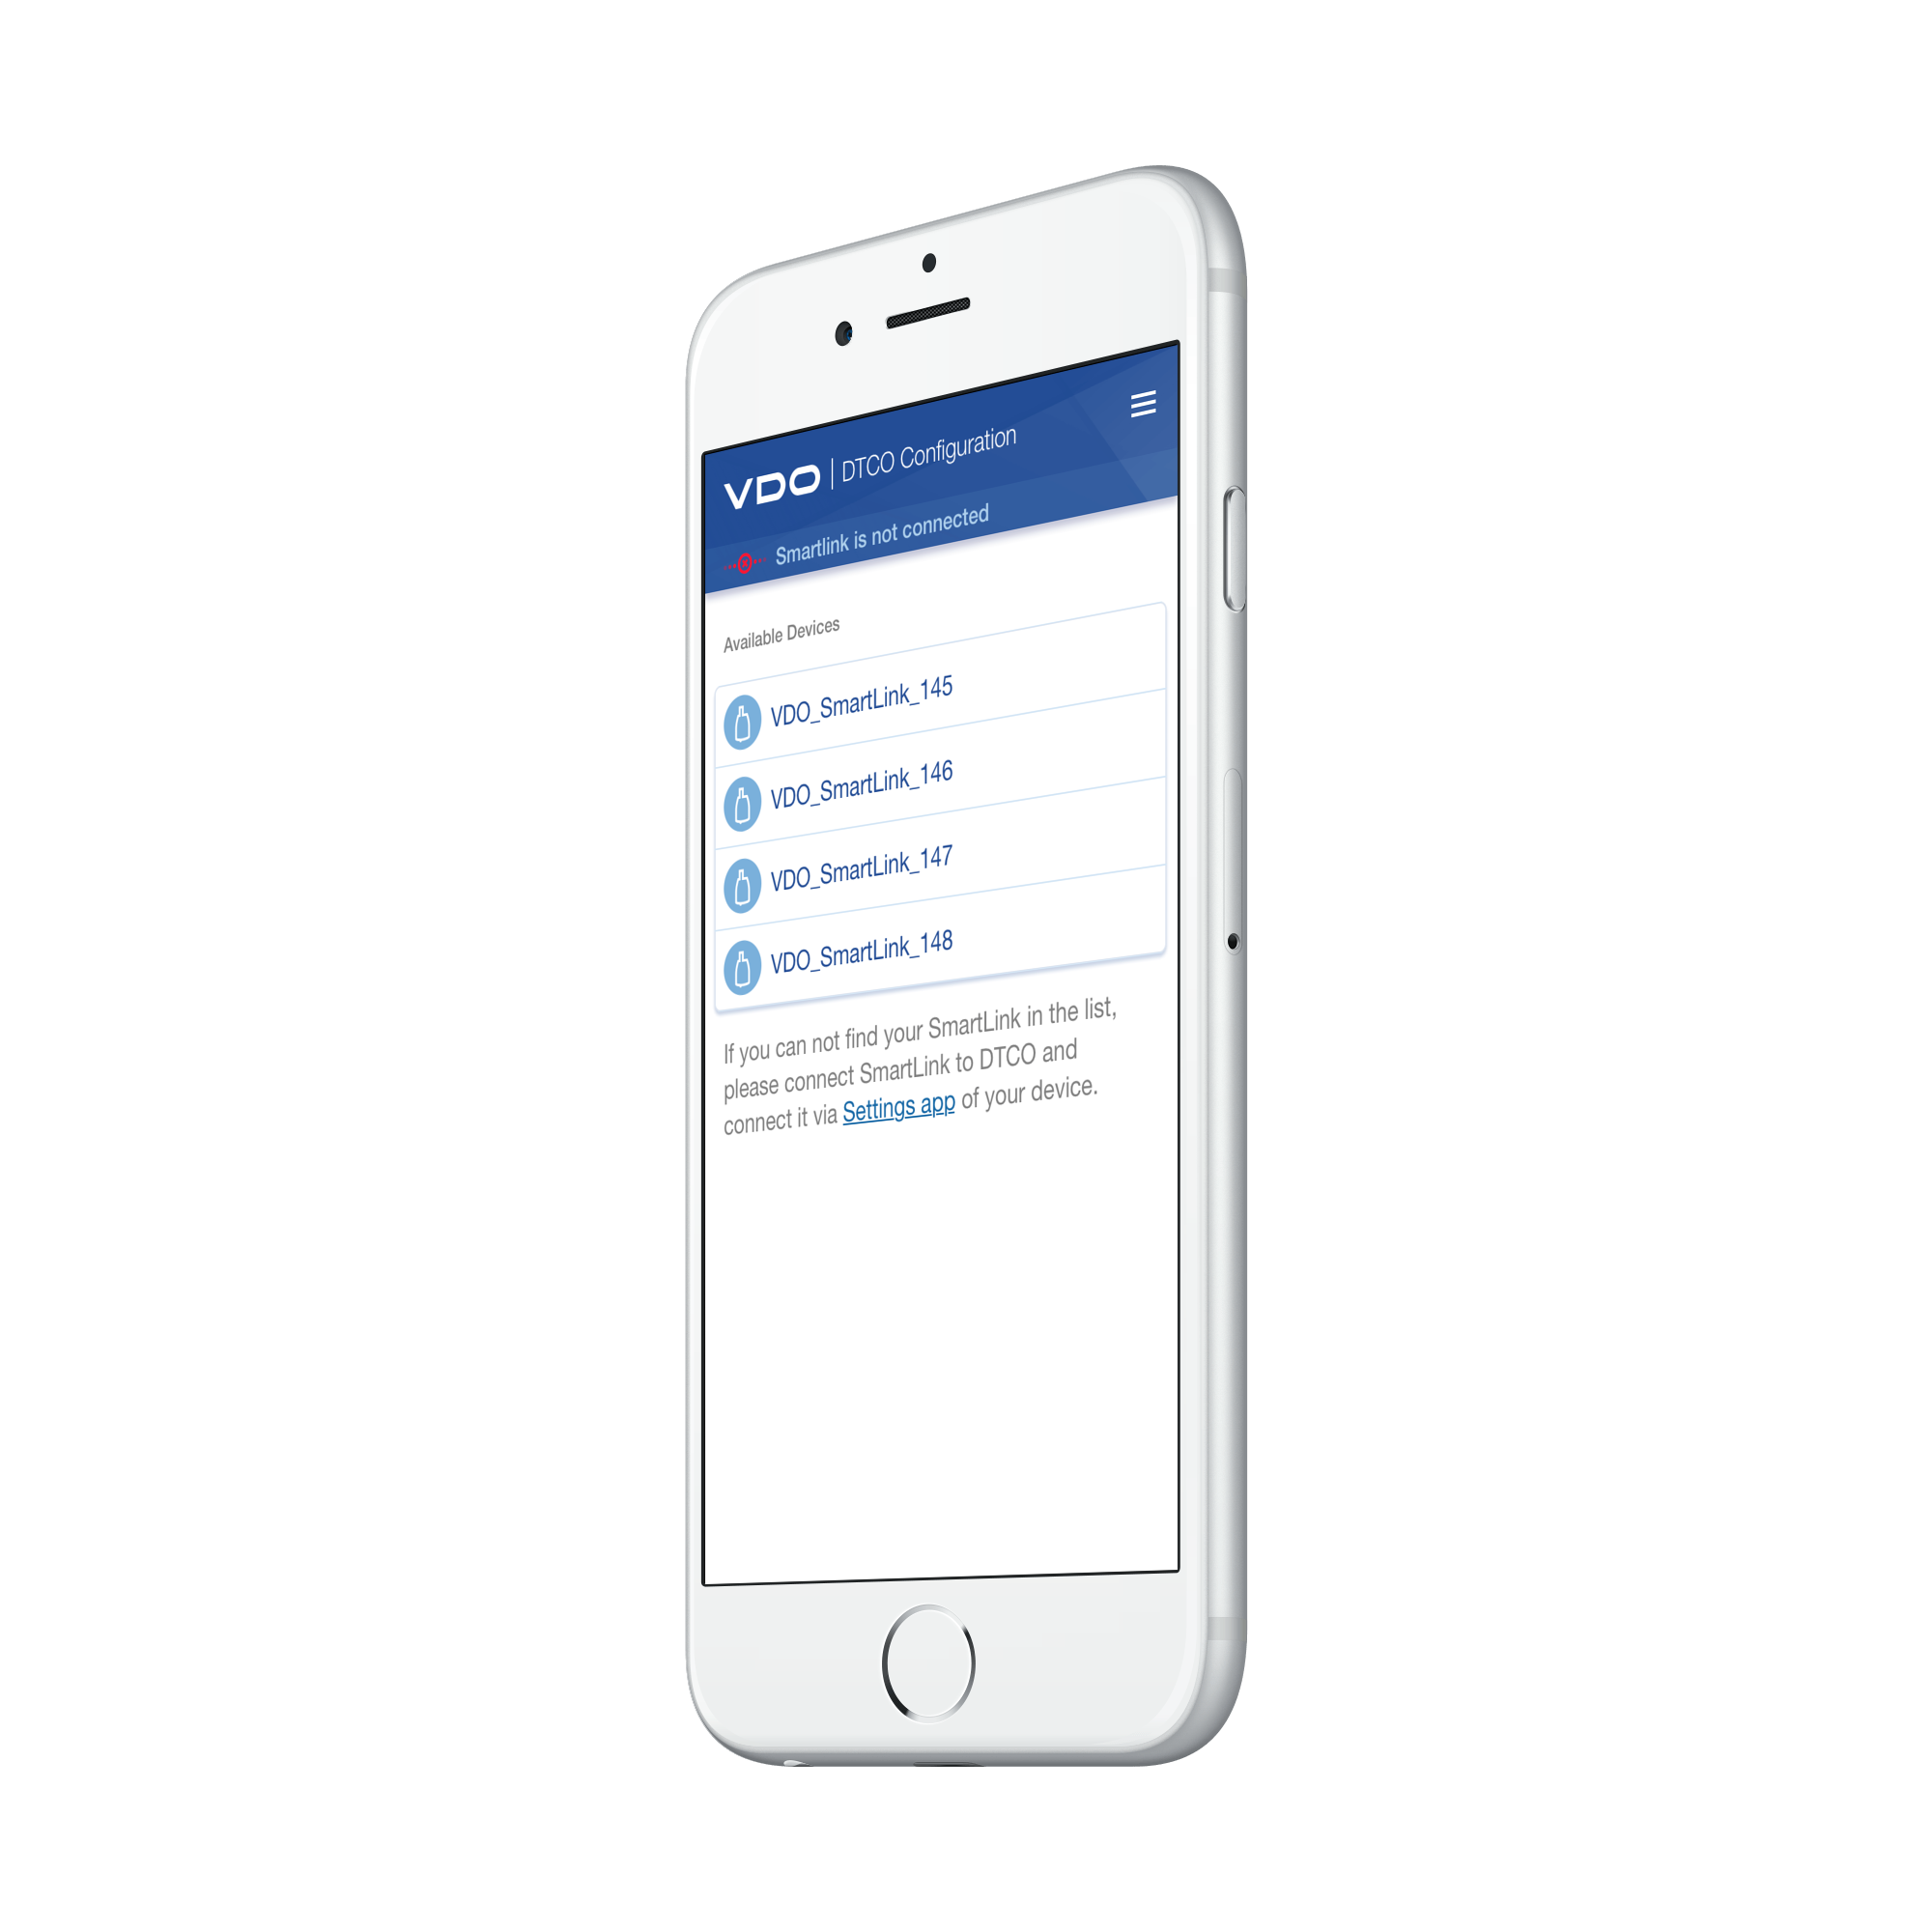 VDO | DTCO Configuration
Smartlink is not connected
Available Devices
VDO_SmartLink_145
VDO_SmartLink_146
VDO_SmartLink_147
VDO_SmartLink_148
If you can not find your SmartLink in the list,
please connect SmartLink to DTCO and
connect it via Settings app of your device.